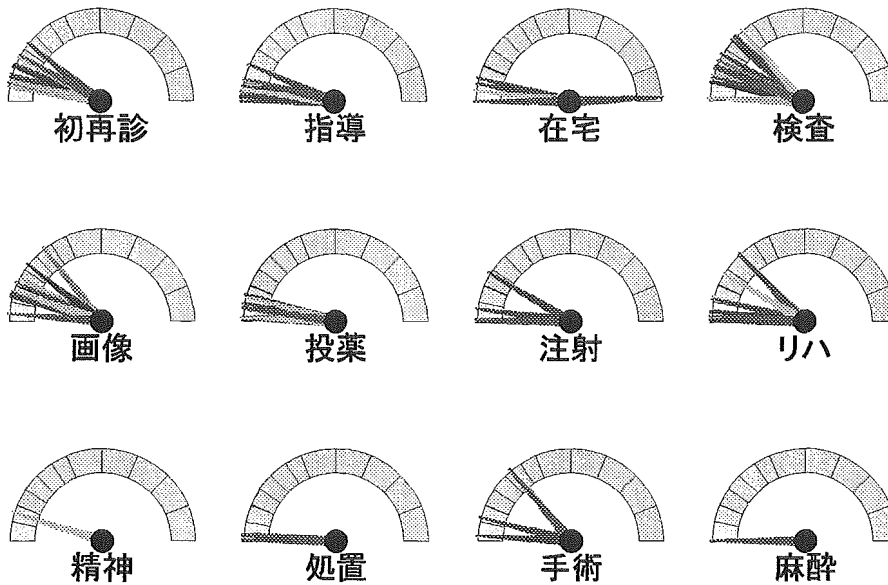 初再診 指導 在宅 検査
画像 投薬 注射 リハ
精神 処置 手術 麻酔